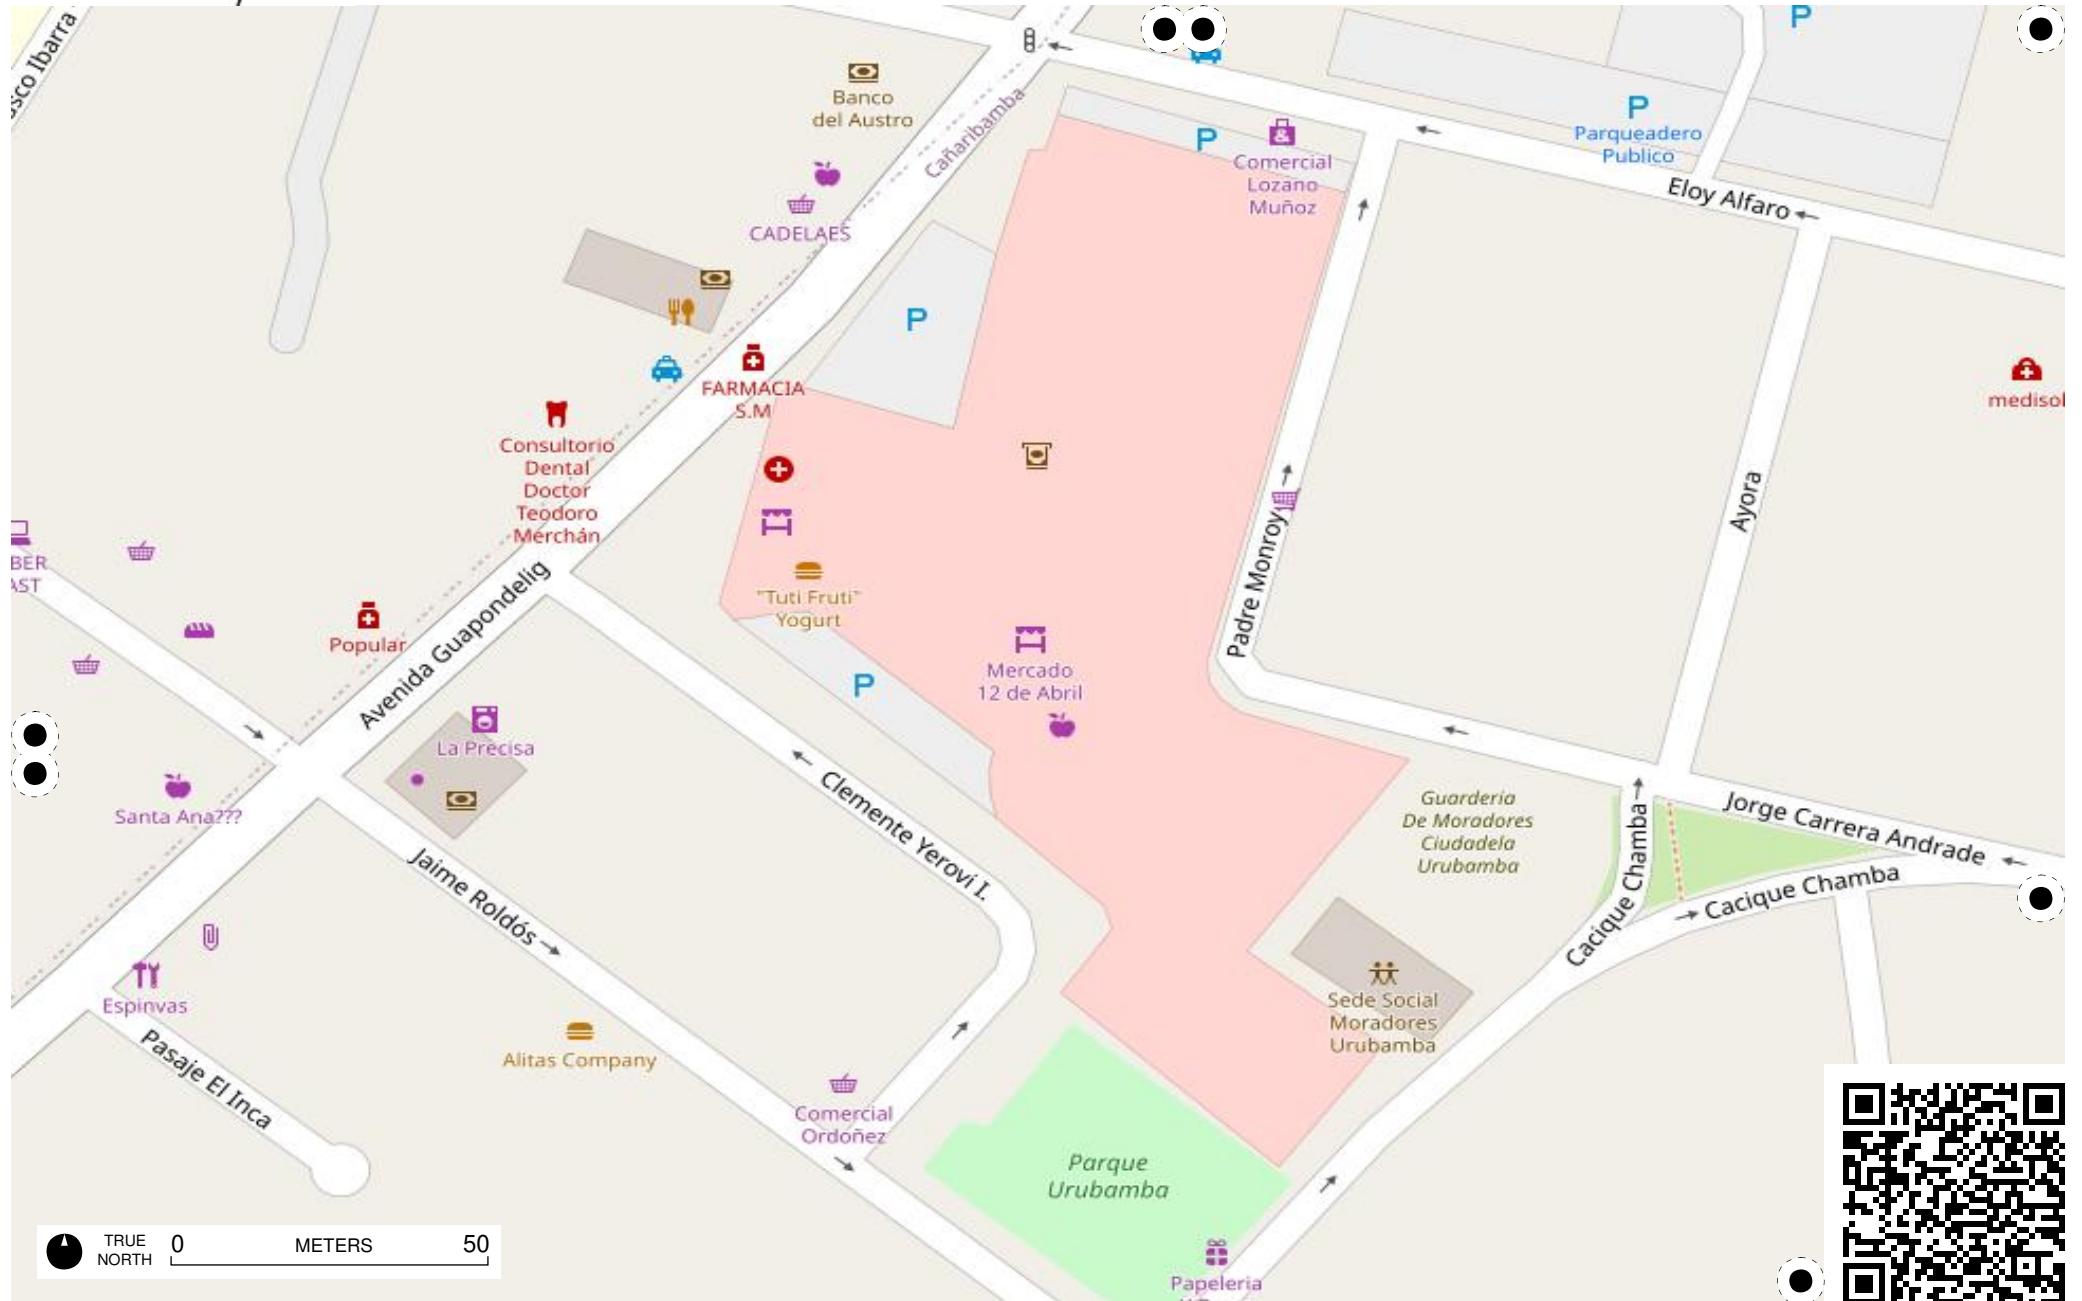 Banco
del Austro
Cañaribamba
P
P
Parqueadero
Publico
P
Comercial
Lozano
Muñoz
Eloy Alfaro
CADELAES
P
FARMACIA
S.M
medisol
Consultorio
Dental
Doctor
Teodoro
Merchán
Ayora
Padre Monroy
BER
AST
"Tuti Fruti"
Yogurt
Popular
Avenida Guapondelig
Mercado
12 de Abril
P
La Precisa
Santa Ana???
Clemente Yerovi I.
Guardería
De Moradores
Ciudadela
Urubamba
Jorge Carrera Andrade
Cacique Chamba
Cacique Chamba
Jaime Roldós
Espinvas
Sede Social
Moradores
Urubamba
Pasaje El Inca
Alitas Company
Comercial
Ordoñez
Parque
Urubamba
Papeleria
TRUE
NORTH
0 METERS 50